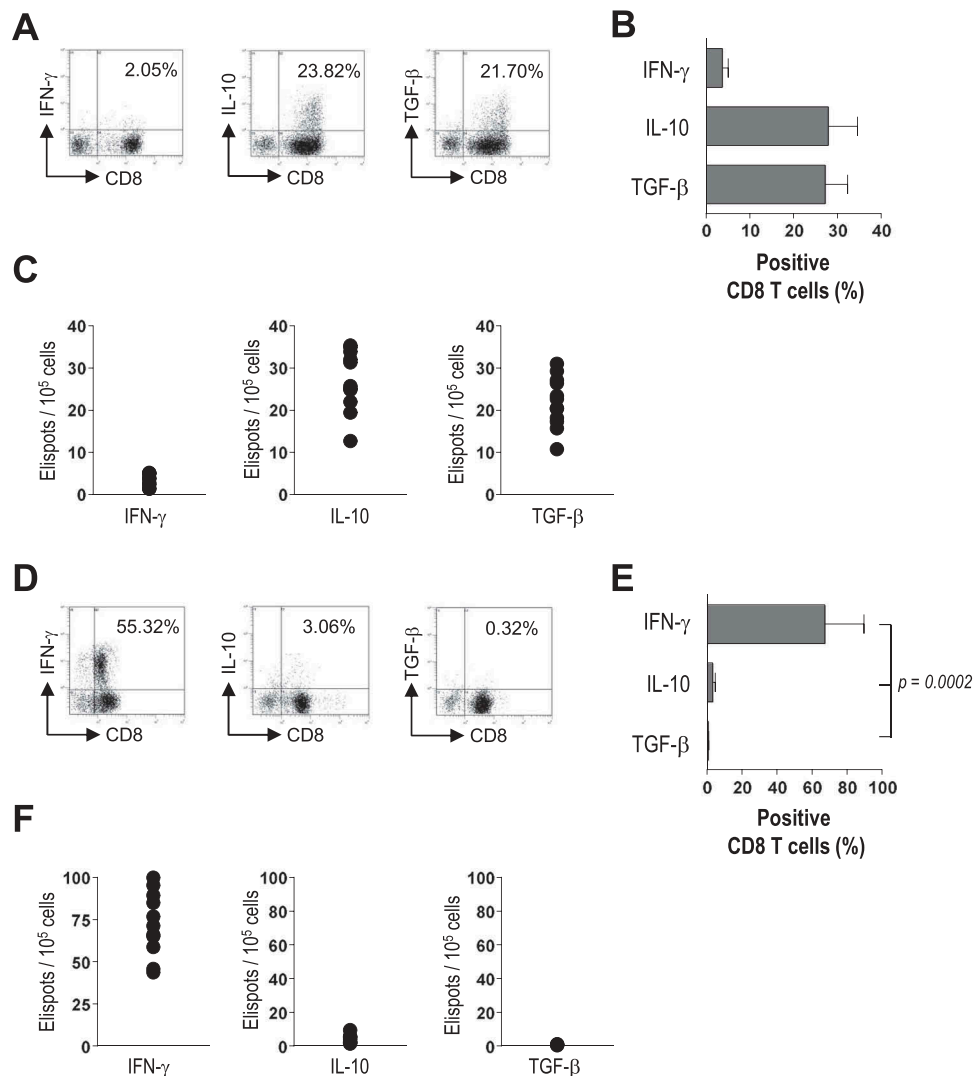 A
IFN-γ
2.05%
CD8
IL-10
23.82%
CD8
TGF-β
21.70%
CD8
B
IFN-γ
IL-10
TGF-β
0 10 20 30 40
Positive
CD8 T cells (%)
C
Elispots / 10⁵ cells
40
30
20
10
0
IFN-γ
Elispots / 10⁵ cells
40
30
20
10
0
IL-10
Elispots / 10⁵ cells
40
30
20
10
0
TGF-β
D
IFN-γ
55.32%
CD8
IL-10
3.06%
CD8
TGF-β
0.32%
CD8
E
IFN-γ
IL-10
TGF-β
p = 0.0002
0 20 40 60 80 100
Positive
CD8 T cells (%)
F
Elispots / 10⁵ cells
100
75
50
25
0
IFN-γ
Elispots / 10⁵ cells
100
80
60
40
20
0
IL-10
Elispots / 10⁵ cells
100
80
60
40
20
0
TGF-β